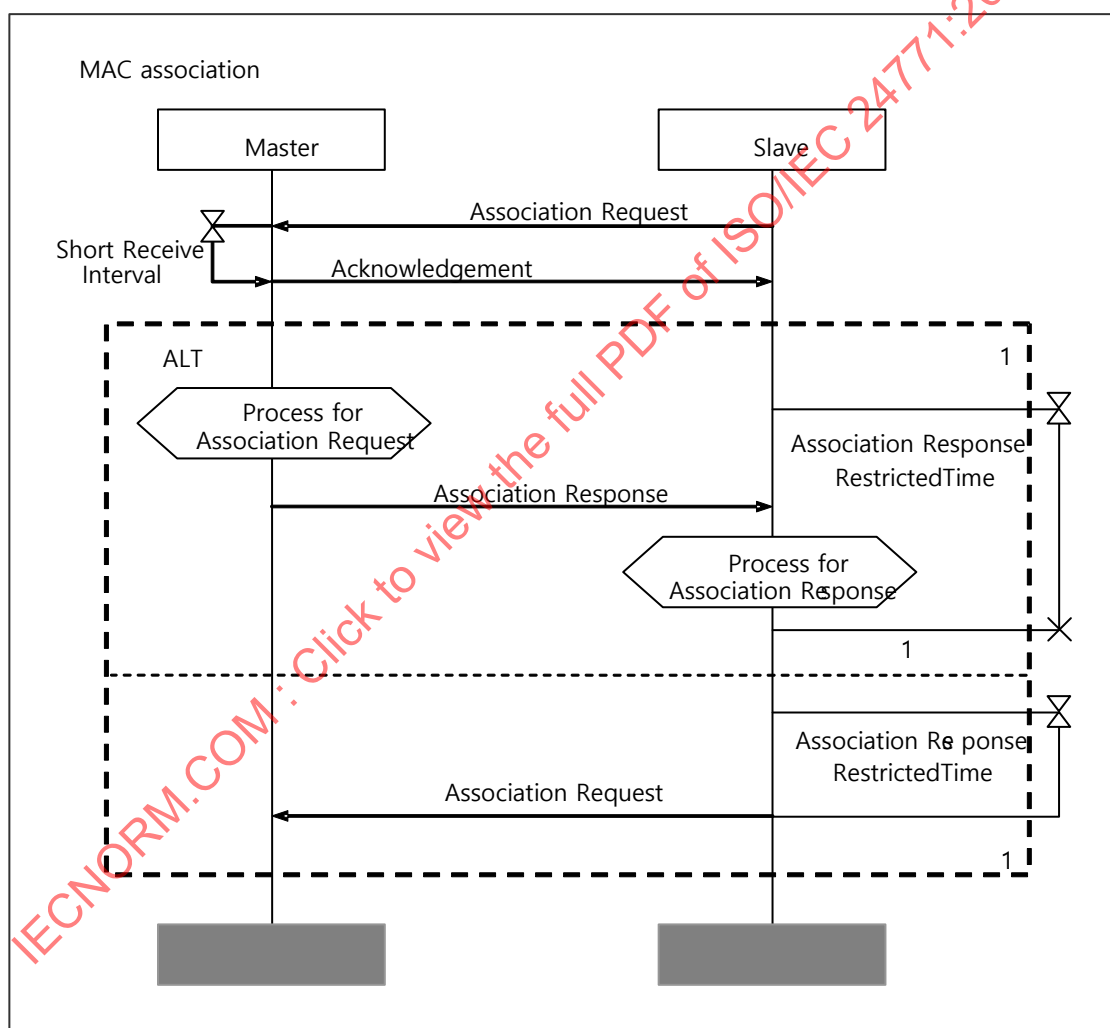 MAC association
Master
Slave
Association Request
Short Receive
Interval
Acknowledgement
ALT
1
Process for
Association Request
Association Response
RestrictedTime
Association Response
Process for
Association Response
1
Association Response
RestrictedTime
Association Request
1
IECNORM.COM : Click to view the full PDF of ISO/IEC 24771:20